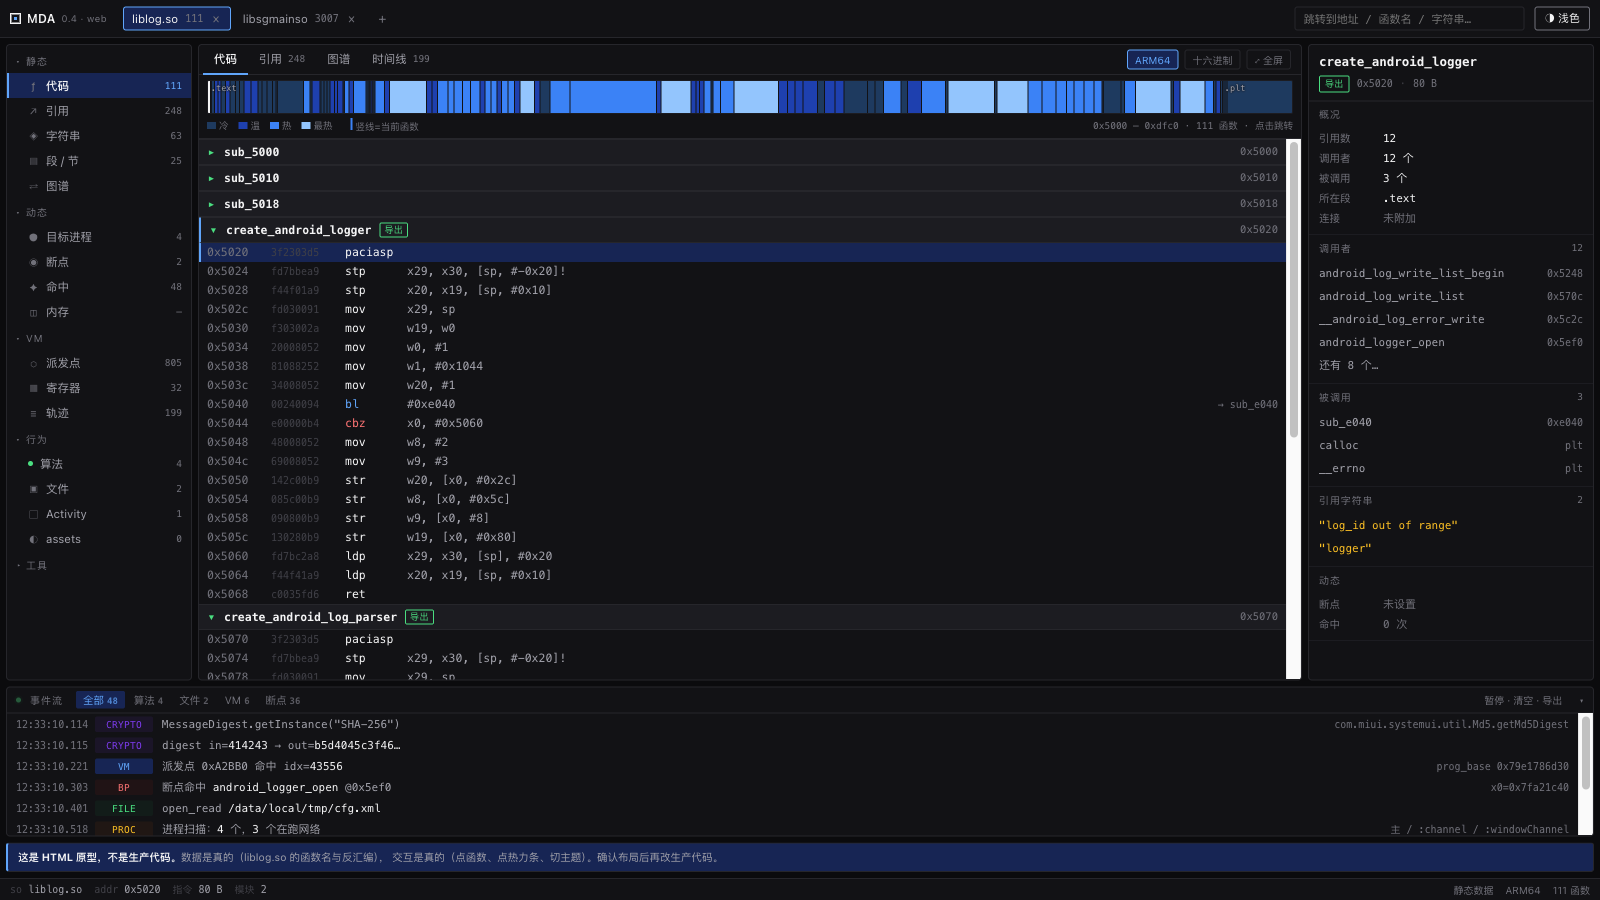 MDA 0.4 · web
liblog.so 111 ×
libsgmainso 3007 ×
+
跳转到地址 / 函数名 / 字符串…
浅色
静态
代码 111
引用 248
字符串 63
段 / 节 25
图谱
动态
目标进程 4
断点 2
命中 48
内存 —
VM
派发点 805
寄存器 32
轨迹 199
行为
算法 4
文件 2
Activity 1
assets 0
工具
代码 引用 248 图谱 时间线 199
ARM64 十六进制 全屏
.text .plt
冷 温 热 最热 竖线=当前函数
0x5000 — 0xdfc0 · 111 函数 · 点击跳转
sub_5000 0x5000
sub_5010 0x5010
sub_5018 0x5018
create_android_logger 导出 0x5020
0x5020 3f2303d5 paciasp
0x5024 fd7bbea9 stp x29, x30, [sp, #-0x20]!
0x5028 f44f01a9 stp x20, x19, [sp, #0x10]
0x502c fd030091 mov x29, sp
0x5030 f303002a mov w19, w0
0x5034 20008052 mov w0, #1
0x5038 81088252 mov w1, #0x1044
0x503c 34008052 mov w20, #1
0x5040 00240094 bl #0xe040 → sub_e040
0x5044 e00000b4 cbz x0, #0x5060
0x5048 48008052 mov w8, #2
0x504c 69008052 mov w9, #3
0x5050 142c00b9 str w20, [x0, #0x2c]
0x5054 085c00b9 str w8, [x0, #0x5c]
0x5058 090800b9 str w9, [x0, #8]
0x505c 130280b9 str w19, [x0, #0x80]
0x5060 fd7bc2a8 ldp x29, x30, [sp], #0x20
0x5064 f44f41a9 ldp x20, x19, [sp, #0x10]
0x5068 c0035fd6 ret
create_android_log_parser 导出 0x5070
0x5070 3f2303d5 paciasp
0x5074 fd7bbea9 stp x29, x30, [sp, #-0x20]!
0x5078 fd030091 mov x29, sp
create_android_logger
导出 0x5020 · 80 B
概况
引用数 12
调用者 12 个
被调用 3 个
所在段 .text
连接 未附加
调用者 12
android_log_write_list_begin 0x5248
android_log_write_list 0x570c
__android_log_error_write 0x5c2c
android_logger_open 0x5ef0
还有 8 个…
被调用 3
sub_e040 0xe040
calloc plt
__errno plt
引用字符串 2
"log_id out of range"
"logger"
动态
断点 未设置
命中 0 次
事件流 全部 48 算法 4 文件 2 VM 6 断点 36
暂停 · 清空 · 导出
12:33:10.114 CRYPTO MessageDigest.getInstance("SHA-256") com.miui.systemui.util.Md5.getMd5Digest
12:33:10.115 CRYPTO digest in=414243 → out=b5d4045c3f46…
12:33:10.221 VM 派发点 0xA2BB0 命中 idx=43556 prog_base 0x79e1786d30
12:33:10.303 BP 断点命中 android_logger_open @0x5ef0 x0=0x7fa21c40
12:33:10.401 FILE open_read /data/local/tmp/cfg.xml
12:33:10.518 PROC 进程扫描: 4 个, 3 个在跑网络 主 / :channel / :windowChannel
这是 HTML 原型，不是生产代码。数据是真的（liblog.so 的函数名与反汇编）， 交互是真的（点函数、点热力条、切主题）。确认布局后再改生产代码。
so liblog.so addr 0x5020 指令 80 B 模块 2
静态数据 ARM64 111 函数